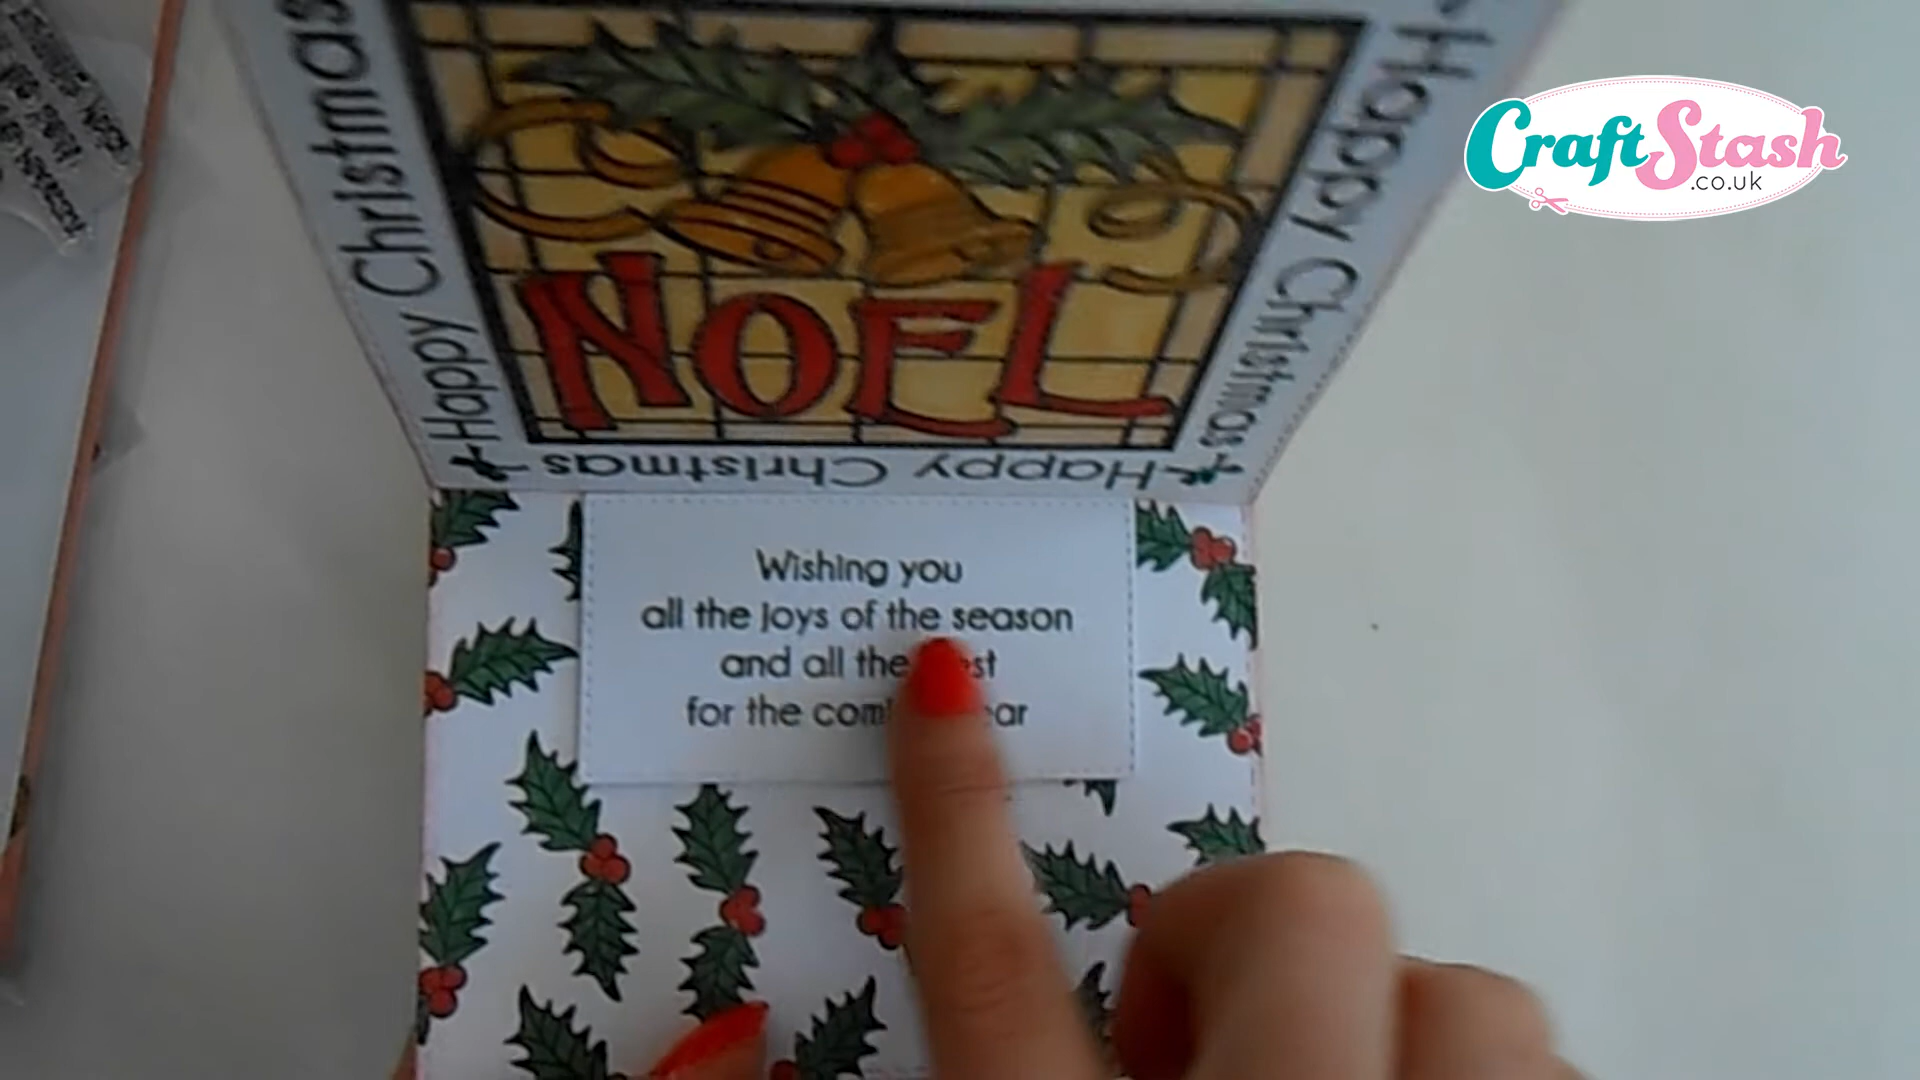 CraftStash
.co.uk
Happy Christmas
Happy Christmas
NOEL
Happy Christmas
Wishing you
all the joys of the season
and all the
for the